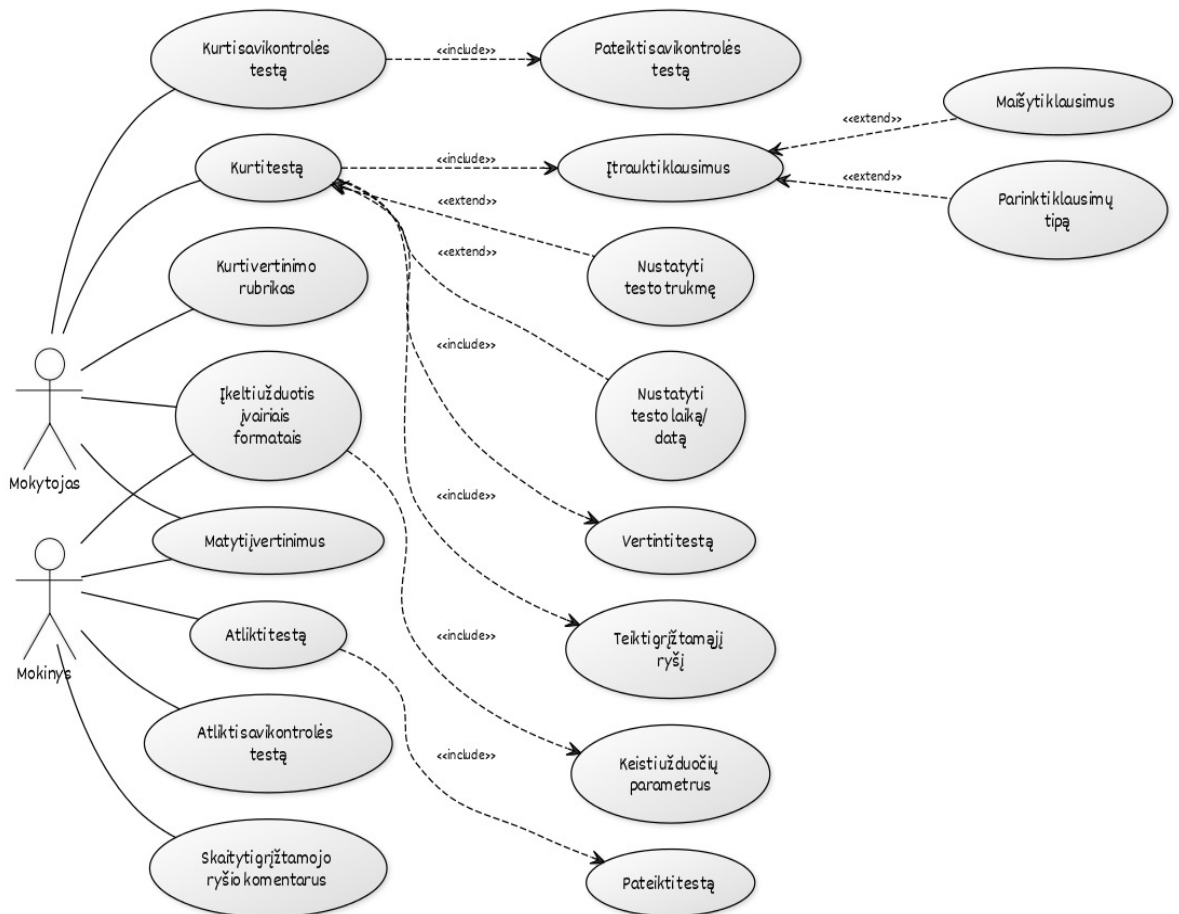 Kurti savikontrolės
testą
<<include>>
Pateikti savikontrolės
testą
Maišyti klausimus
<<extend>>
Kurti testą
<<include>>
Įtraukti klausimus
<<extend>>
Parinkti klausimų
tipą
<<extend>>
Kurti vertinimo
rubrikas
<<extend>>
Nustatyti
testo trukmę
<<include>>
Įkelti užduotis
įvairiais
formatais
Nustatyti
testo laiką/
datą
Mokytojas
<<include>>
Matyti įvertinimus
Vertinti testą
Atlikti testą
<<include>>
Teikti grįžtamąjį
ryšį
Mokinys
Atlikti savikontrolės
testą
<<include>>
Keisti užduočių
parametrus
Skaityti grįžtamojo
ryšio komentarus
Pateikti testą